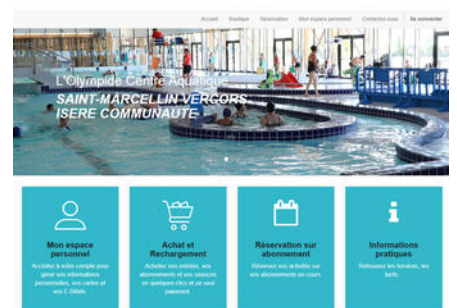 Accueil Boutique Réservation Mon espace personnel Contactez-nous Se connecter
L'Olympide Centre Aquatique
SAINT-MARCELLIN VERCORS
ISERE COMMUNAUTÉ
Mon espace
personnel
Accédez à votre compte pour
gérer vos informations
personnelles, vos cartes et
vos E-Billets.
Achat et
Rechargement
Achetez vos entrées, vos
abonnements et vos séances
en quelques clics et un seul
paiement.
Réservation sur
abonnement
Réservez vos activités sur
vos abonnements en cours
Informations
pratiques
Retrouvez les horaires, les
tarifs...